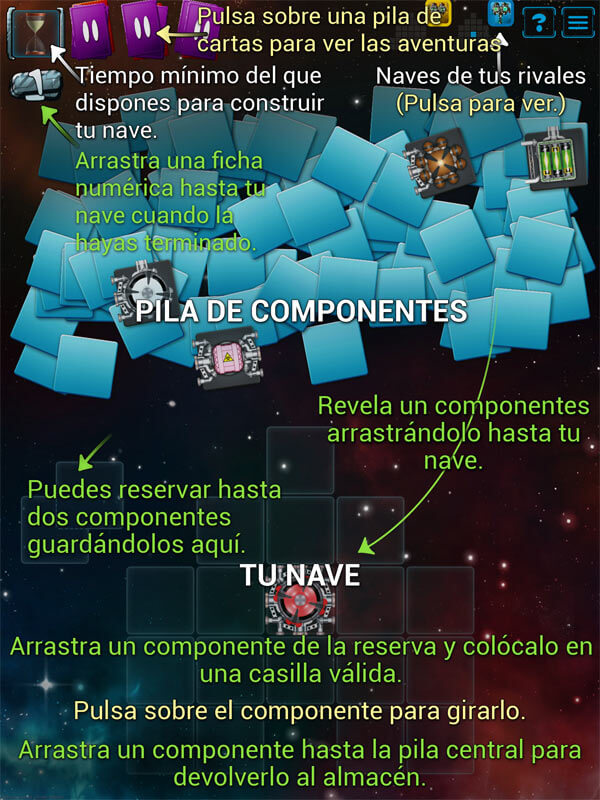 Pulsa sobre una pila de
cartas para ver las aventuras
?
1
Tiempo mínimo del que
dispones para construir
tu nave.
Naves de tus rivales
(Pulsa para ver.)
Arrastra una ficha
numérica hasta tu
nave cuando la
hayas terminado.
PILA DE COMPONENTES
Revela un componentes
arrastrándolo hasta tu
nave.
Puedes reservar hasta
dos componentes
guardándolos aquí.
TU NAVE
Arrastra un componente de la reserva y colócalo en
una casilla válida.
Pulsa sobre el componente para girarlo.
Arrastra un componente hasta la pila central para
devolverlo al almacén.